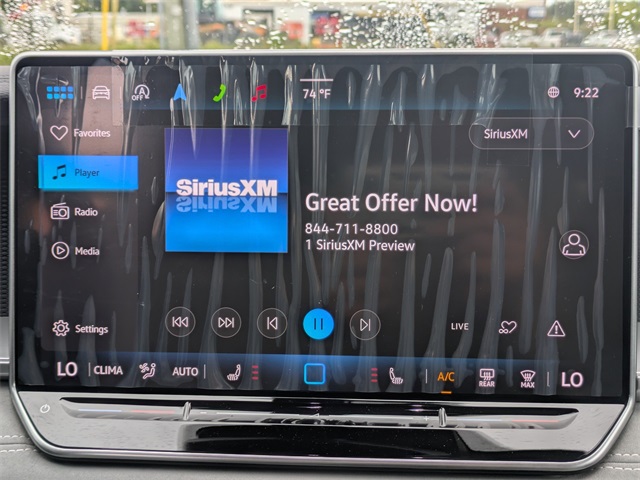 OFF
74 °F
9:22
Favorites
SiriusXM
Player
SiriusXM
Great Offer Now!
844-711-8800
1 SiriusXM Preview
Radio
Media
Settings
LIVE
LO
CLIMA
AUTO
A/C
REAR
MAX
LO